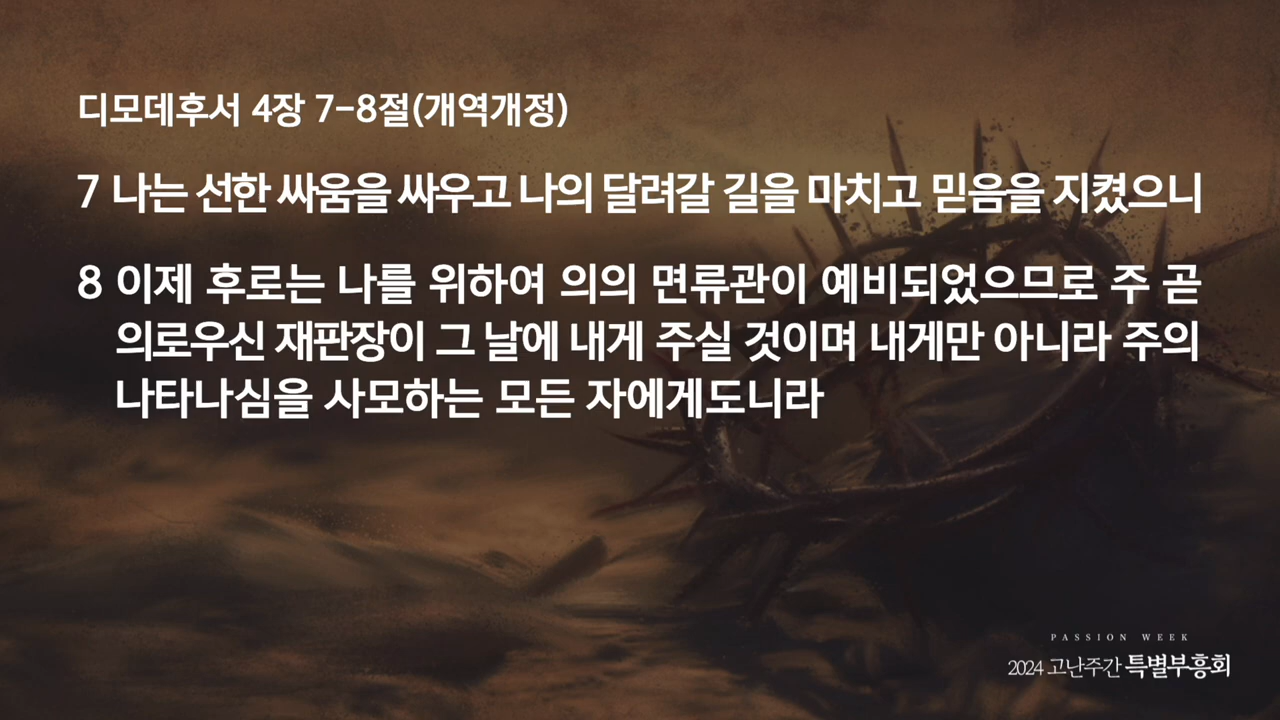 디모데후서 4장 7-8절(개역개정)
7 나는 선한 싸움을 싸우고 나의 달려갈 길을 마치고 믿음을 지켰으니
8 이제 후로는 나를 위하여 의의 면류관이 예비되었으므로 주 곧
의로우신 재판장이 그 날에 내게 주실 것이며 내게만 아니라 주의
나타나심을 사모하는 모든 자에게도니라
PASSION WEEK
2024 고난주간 특별부흥회